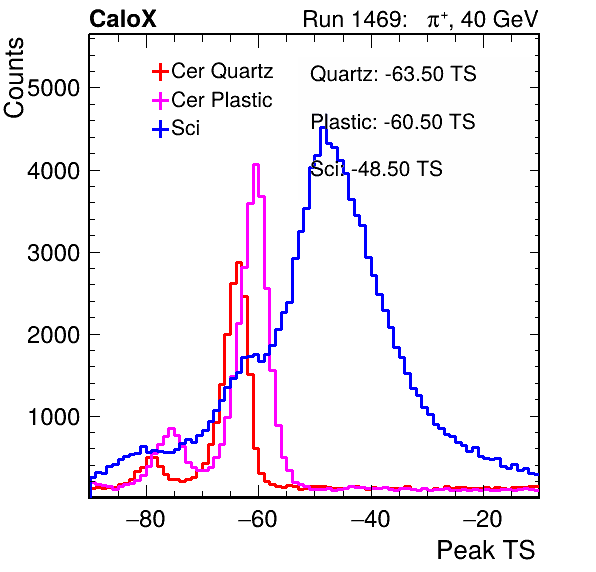 CaloX Run 1469: π⁺, 40 GeV
Counts
Cer Quartz
Cer Plastic
Sci
Quartz: -63.50 TS
Plastic: -60.50 TS
Sci: -48.50 TS
5000
4000
3000
2000
1000
−80 −60 −40 −20
Peak TS